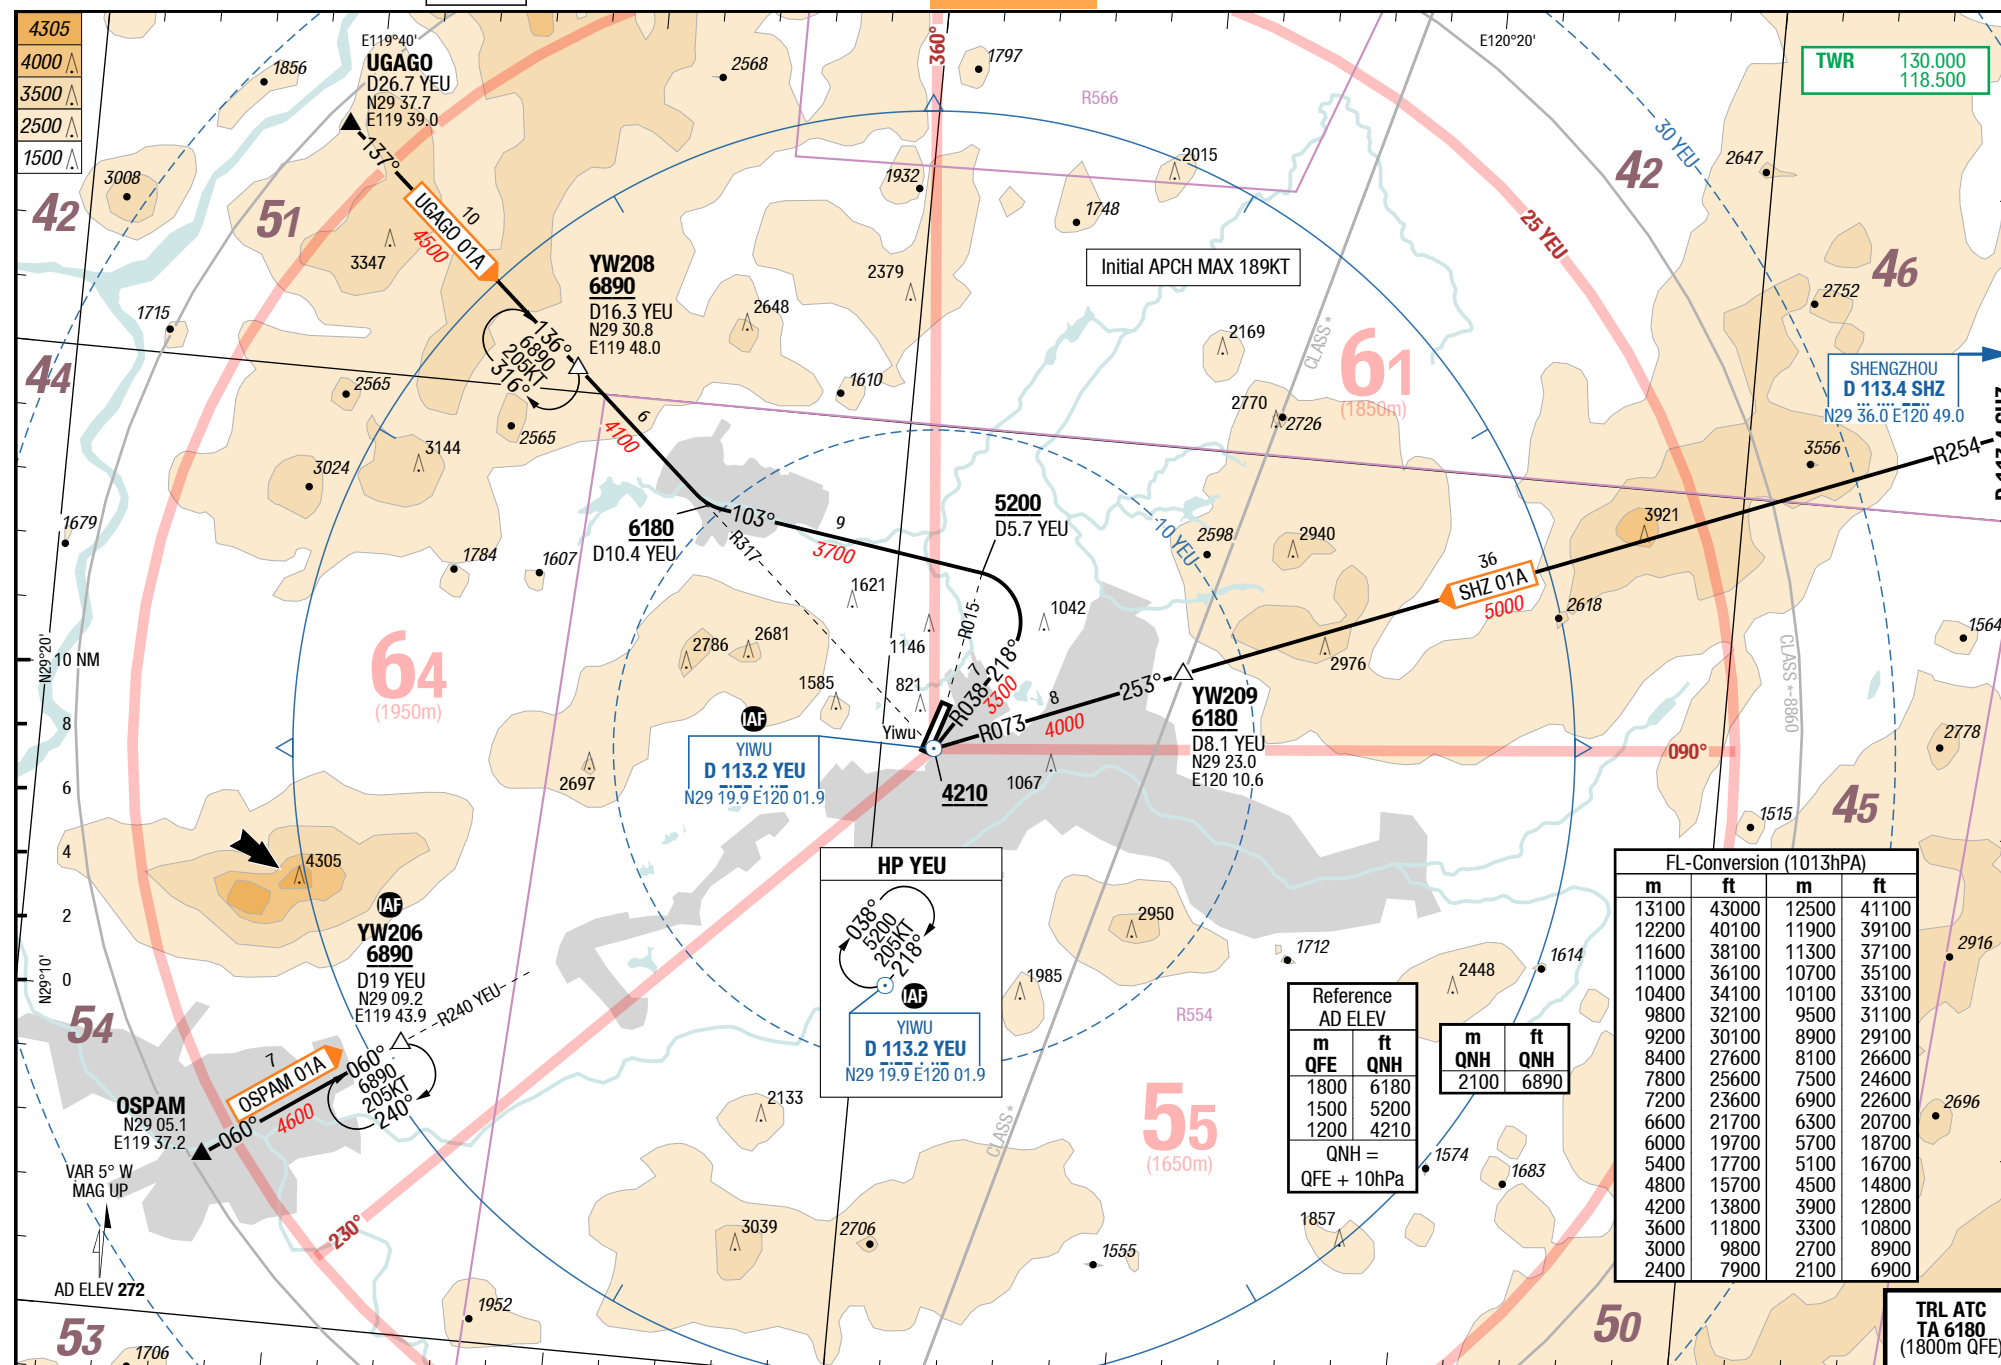 4305
4000
3500
2500
1500
E119°40'
UGAGO
D26.7 YEU
N29 37.7
E119 39.0
1856
2568
360°
1797
R566
E120°20'
TWR 130.000
118.500
30 YEU
2647
42
3008
42
51
137°
10
UGAGO 01A
4500
3347
1932
2015
1748
25 YEU
46
Initial APCH MAX 189KT
YW208
6890
D16.3 YEU
N29 30.8
E119 48.0
2379
2648
2752
1715
136°
6890
205KT
316°
2169
CLASS *
61
(1850m)
SHENGZHOU
D 113.4 SHZ
N29 36.0 E120 49.0
44
2565
1610
6
4100
2565
2770
2726
3144
3024
R254
3556
1679
6180
D10.4 YEU
103°
9
3700
R317
5200
D5.7 YEU
10 YEU
2598
2940
3921
1784
1607
1621
1042
R015
36
SHZ 01A
5000
2618
1564
N29°20'
10 NM
64
(1950m)
2786
2681
1146
7
R038-218°
3300
2976
CLASS *-8860
1585
821
8
253°
R073
4000
YW209
6180
D8.1 YEU
N29 23.0
E120 10.6
8
IAF
Yiwu
YIWU
D 113.2 YEU
N29 19.9 E120 01.9
090°
2778
2697
1067
4210
6
45
1515
4
4305
HP YEU
038°
5200
205KT
218°
IAF
YIWU
D 113.2 YEU
N29 19.9 E120 01.9
FL-Conversion (1013hPA)
m ft m ft
13100 43000 12500 41100
12200 40100 11900 39100
11600 38100 11300 37100
11000 36100 10700 35100
10400 34100 10100 33100
9800 32100 9500 31100
9200 30100 8900 29100
8400 27600 8100 26600
7800 25600 7500 24600
7200 23600 6900 22600
6600 21700 6300 20700
6000 19700 5700 18700
5400 17700 5100 16700
4800 15700 4500 14800
4200 13800 3900 12800
3600 11800 3300 10800
3000 9800 2700 8900
2400 7900 2100 6900
2
IAF
YW206
6890
D19 YEU
N29 09.2
E119 43.9
2950
1712
1614
2916
N29°10'
0
R240 YEU
1985
R554
2448
54
Reference
AD ELEV
m ft
QFE QNH
1800 6180
1500 5200
1200 4210
QNH =
QFE + 10hPa
m ft
QNH QNH
2100 6890
7
OSPAM 01A
4600
060°
6890
205KT
240°
060°
OSPAM
N29 05.1
E119 37.2
2133
CLASS *
55
(1650m)
2696
1574
1683
VAR 5° W
MAG UP
230°
3039
2706
1555
1857
AD ELEV 272
1952
53
1706
50
TRL ATC
TA 6180
(1800m QFE)